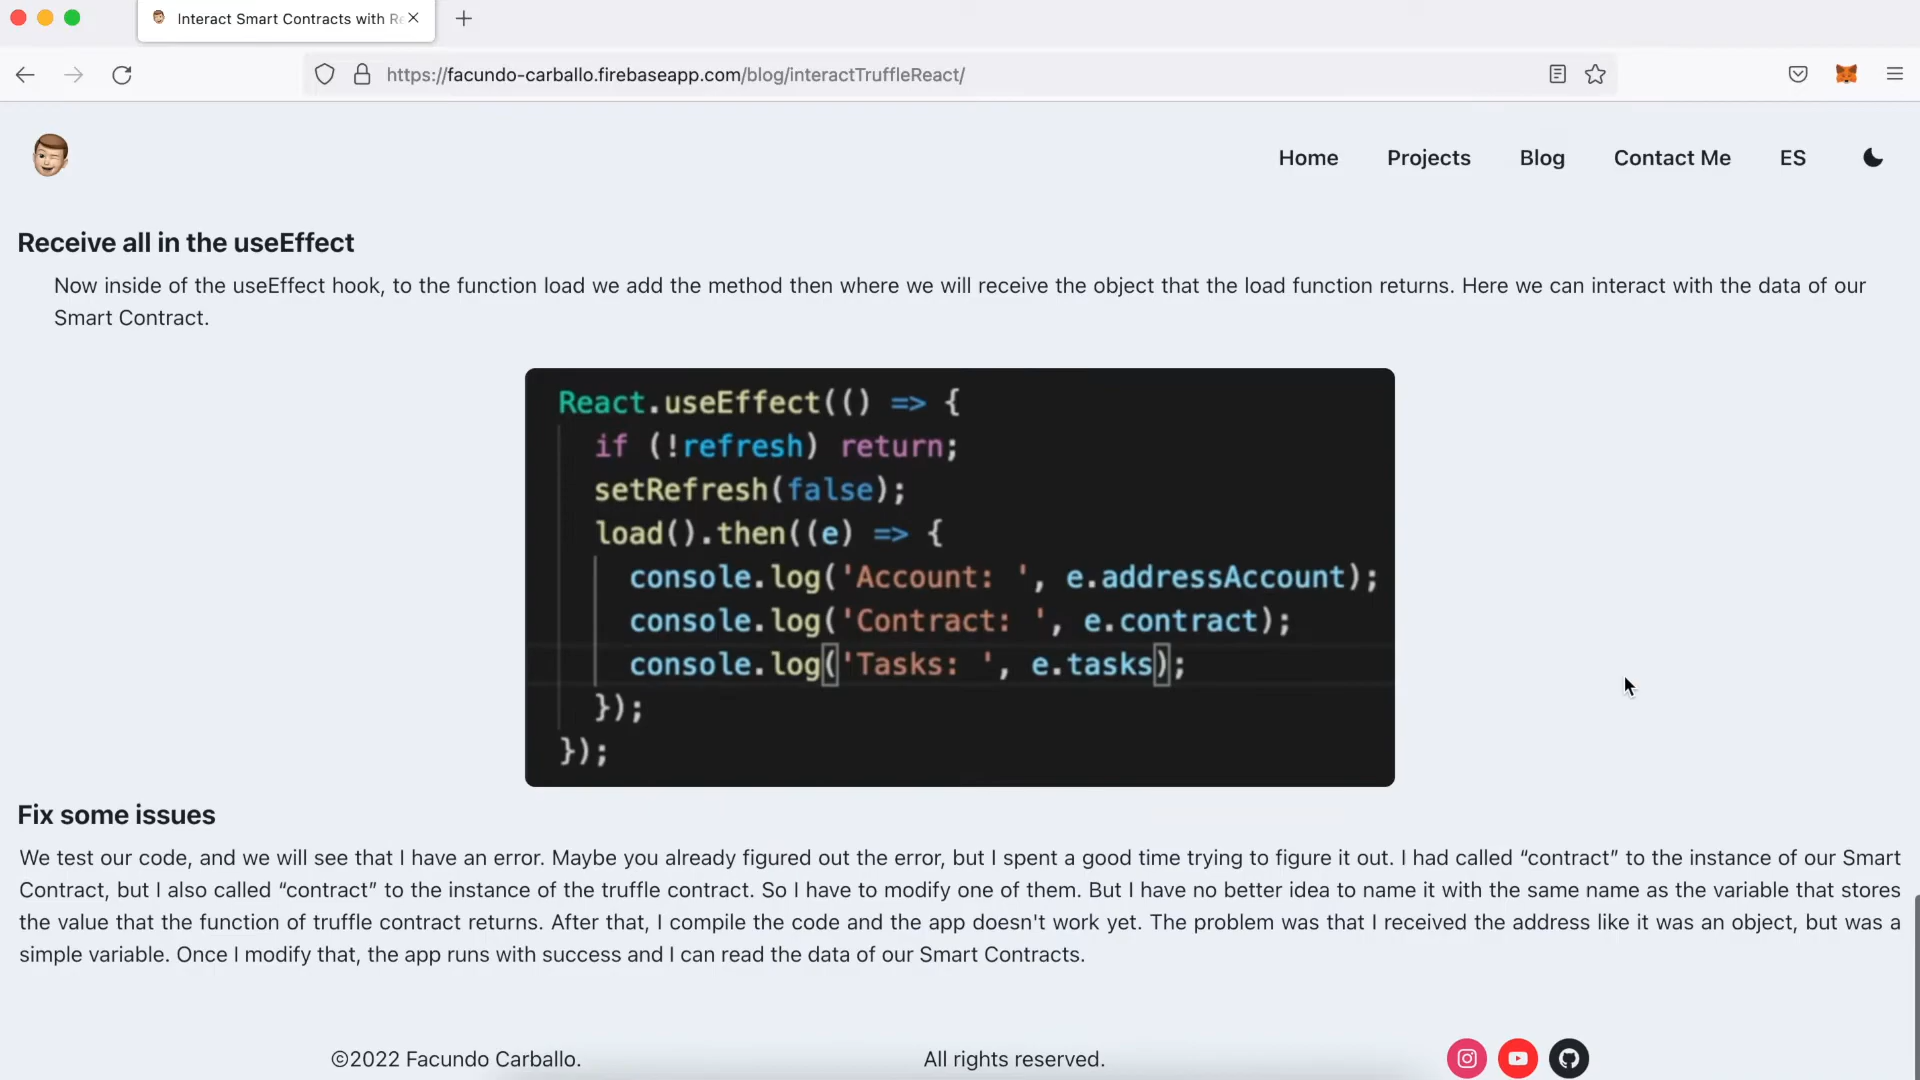 Interact Smart Contracts with Re
https://facundo-carballo.firebaseapp.com/blog/interactTruffleReact/
Home
Projects
Blog
Contact Me
ES
Receive all in the useEffect
Now inside of the useEffect hook, to the function load we add the method then where we will receive the object that the load function returns. Here we can interact with the data of our
Smart Contract.
React.useEffect(() => {
if (!refresh) return;
setRefresh(false);
load().then((e) => {
console.log('Account: ', e.addressAccount);
console.log('Contract: ', e.contract);
console.log('Tasks: ', e.tasks);
});
});
Fix some issues
We test our code, and we will see that I have an error. Maybe you already figured out the error, but I spent a good time trying to figure it out. I had called “contract” to the instance of our Smart
Contract, but I also called “contract” to the instance of the truffle contract. So I have to modify one of them. But I have no better idea to name it with the same name as the variable that stores
the value that the function of truffle contract returns. After that, I compile the code and the app doesn't work yet. The problem was that I received the address like it was an object, but was a
simple variable. Once I modify that, the app runs with success and I can read the data of our Smart Contracts.
©2022 Facundo Carballo.
All rights reserved.